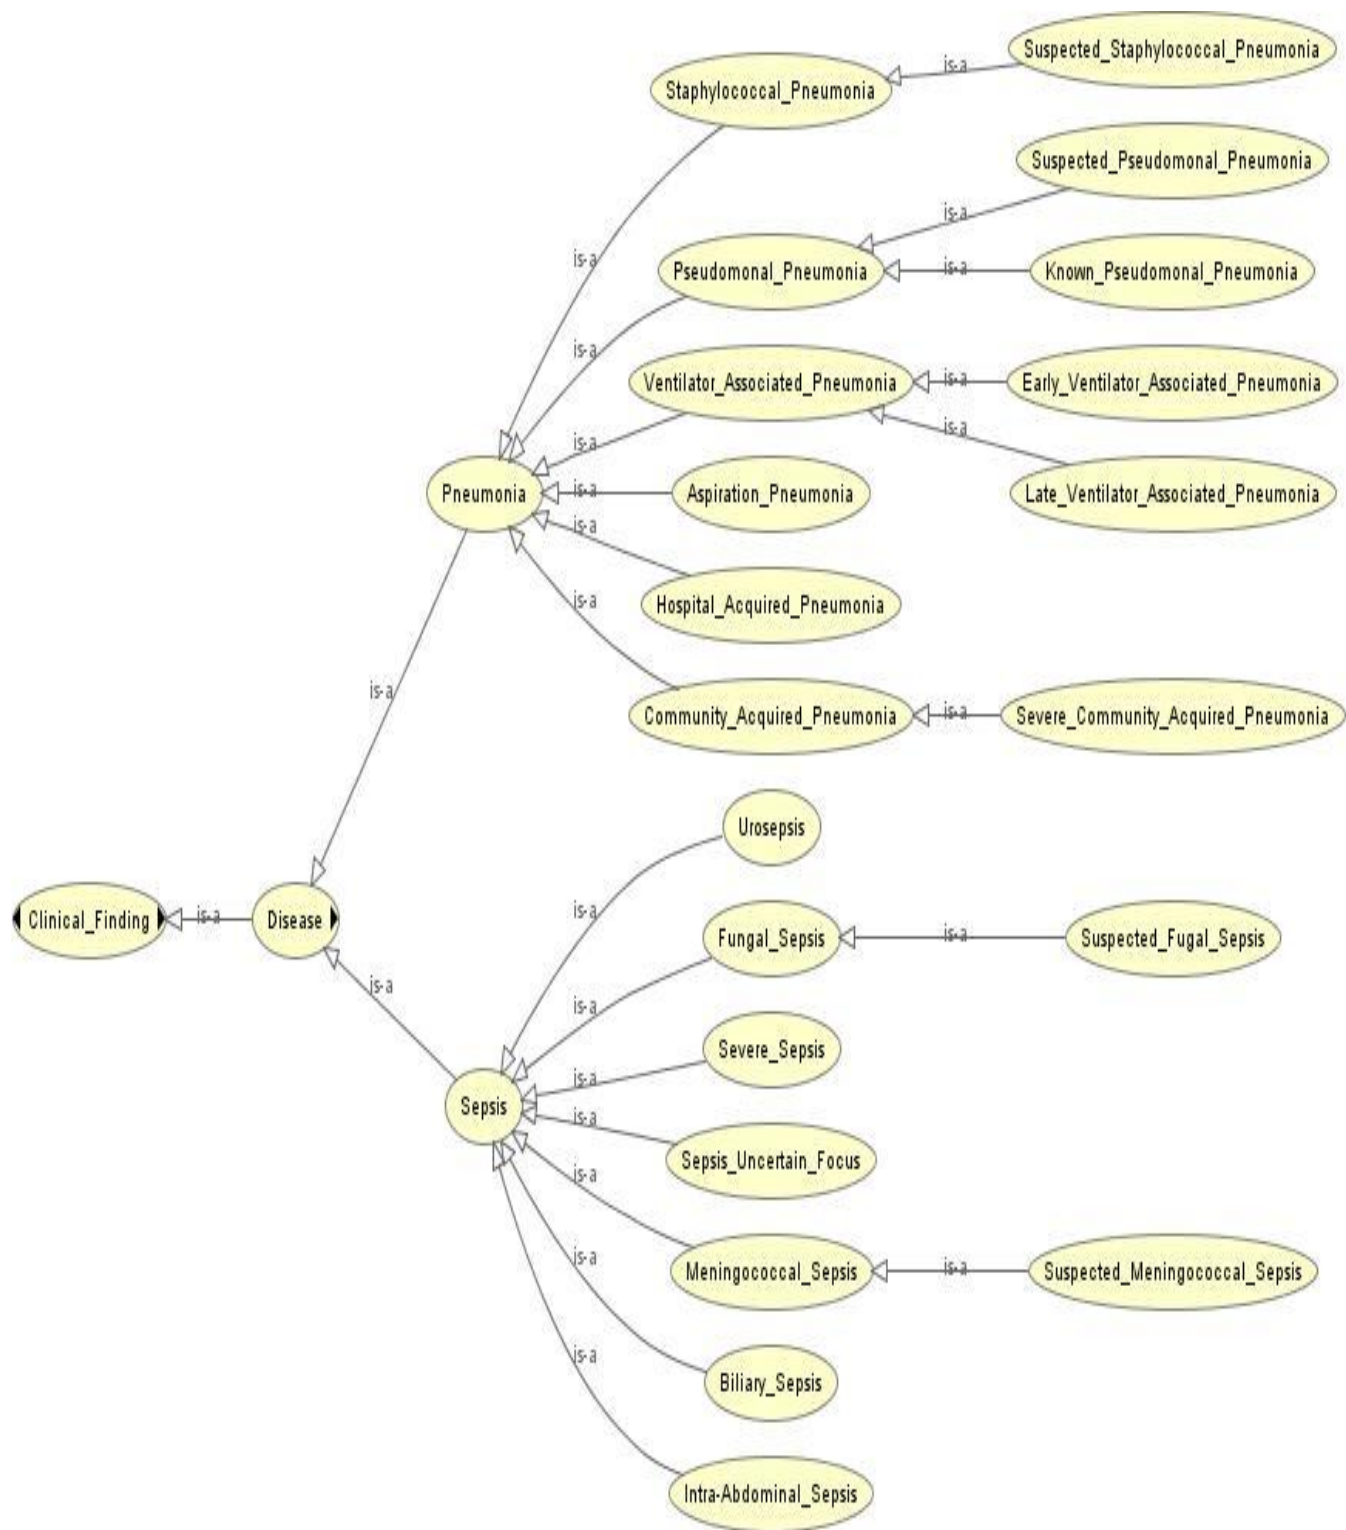 Suspected_Staphylococcal_Pneumonia
is-a
Staphylococcal_Pneumonia
Suspected_Pseudomonal_Pneumonia
is-a
is-a
Pseudomonal_Pneumonia
is-a
Known_Pseudomonal_Pneumonia
is-a
Ventilator_Associated_Pneumonia
is-a
Early_Ventilator_Associated_Pneumonia
is-a
is-a
Pneumonia
is-a
Aspiration_Pneumonia
Late_Ventilator_Associated_Pneumonia
is-a
is-a
Hospital_Acquired_Pneumonia
is-a
Community_Acquired_Pneumonia
is-a
Severe_Community_Acquired_Pneumonia
Urosepsis
is-a
Clinical_Finding
is-a
Disease
Fungal_Sepsis
is-a
Suspected_Fugal_Sepsis
is-a
is-a
Severe_Sepsis
is-a
Sepsis
is-a
Sepsis_Uncertain_Focus
is-a
Meningococcal_Sepsis
is-a
Suspected_Meningococcal_Sepsis
is-a
is-a
Biliary_Sepsis
Intra-Abdominal_Sepsis